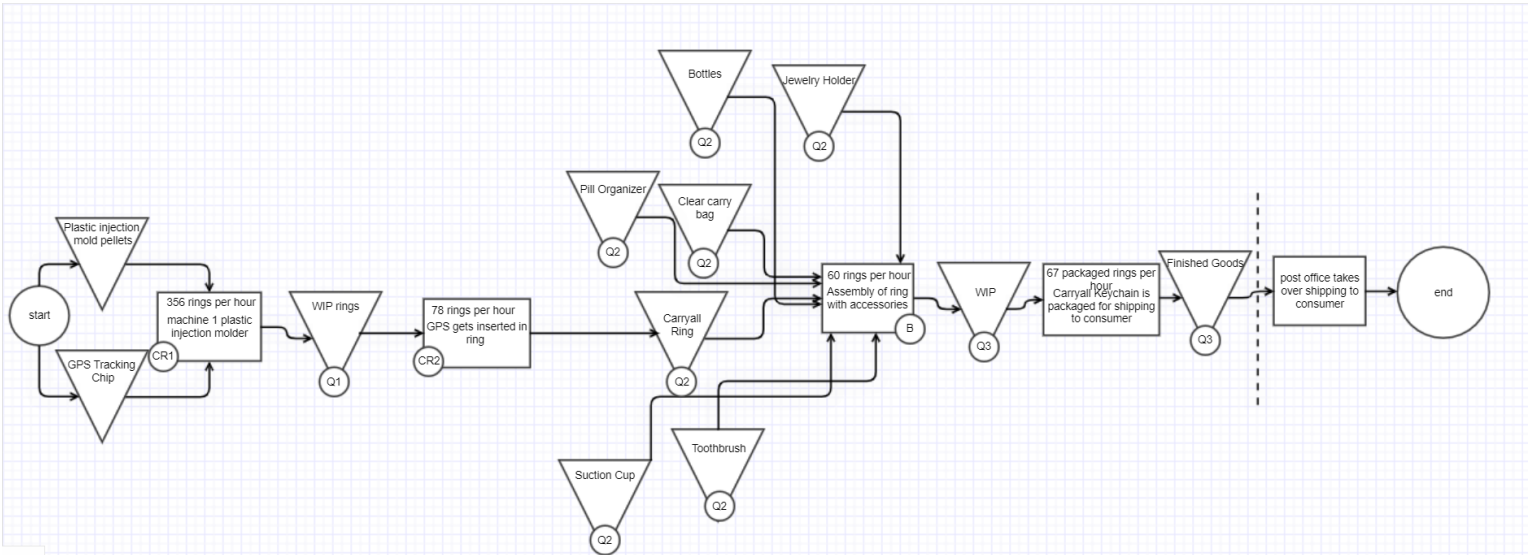 Bottles
Q2
Jewelry Holder
Q2
Pill Organizer
Q2
Clear carry
bag
Q2
Plastic injection
mold pellets
start
GPS Tracking
Chip
356 rings per hour
machine 1 plastic
injection molder
CR1
WIP rings
Q1
78 rings per hour
GPS gets inserted in
ring
CR2
Carryall
Ring
Q2
60 rings per hour
Assembly of ring
with accessories
B
WIP
Q3
67 packaged rings per
hour
Carryall Keychain is
packaged for shipping
to consumer
Finished Goods
Q3
post office takes
over shipping to
consumer
end
Suction Cup
Q2
Toothbrush
Q2